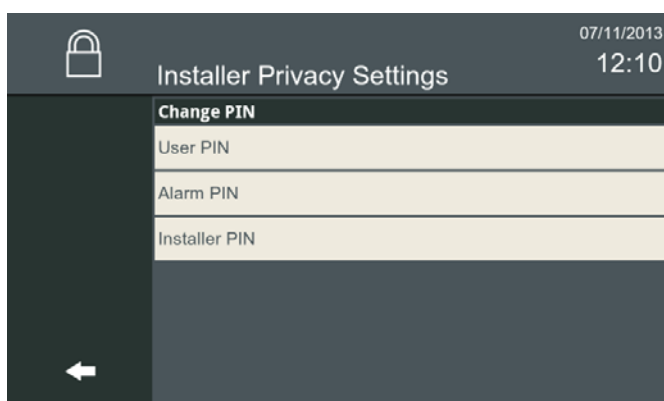 07/11/2013
Installer Privacy Settings
12:10
Change PIN
User PIN
Alarm PIN
Installer PIN